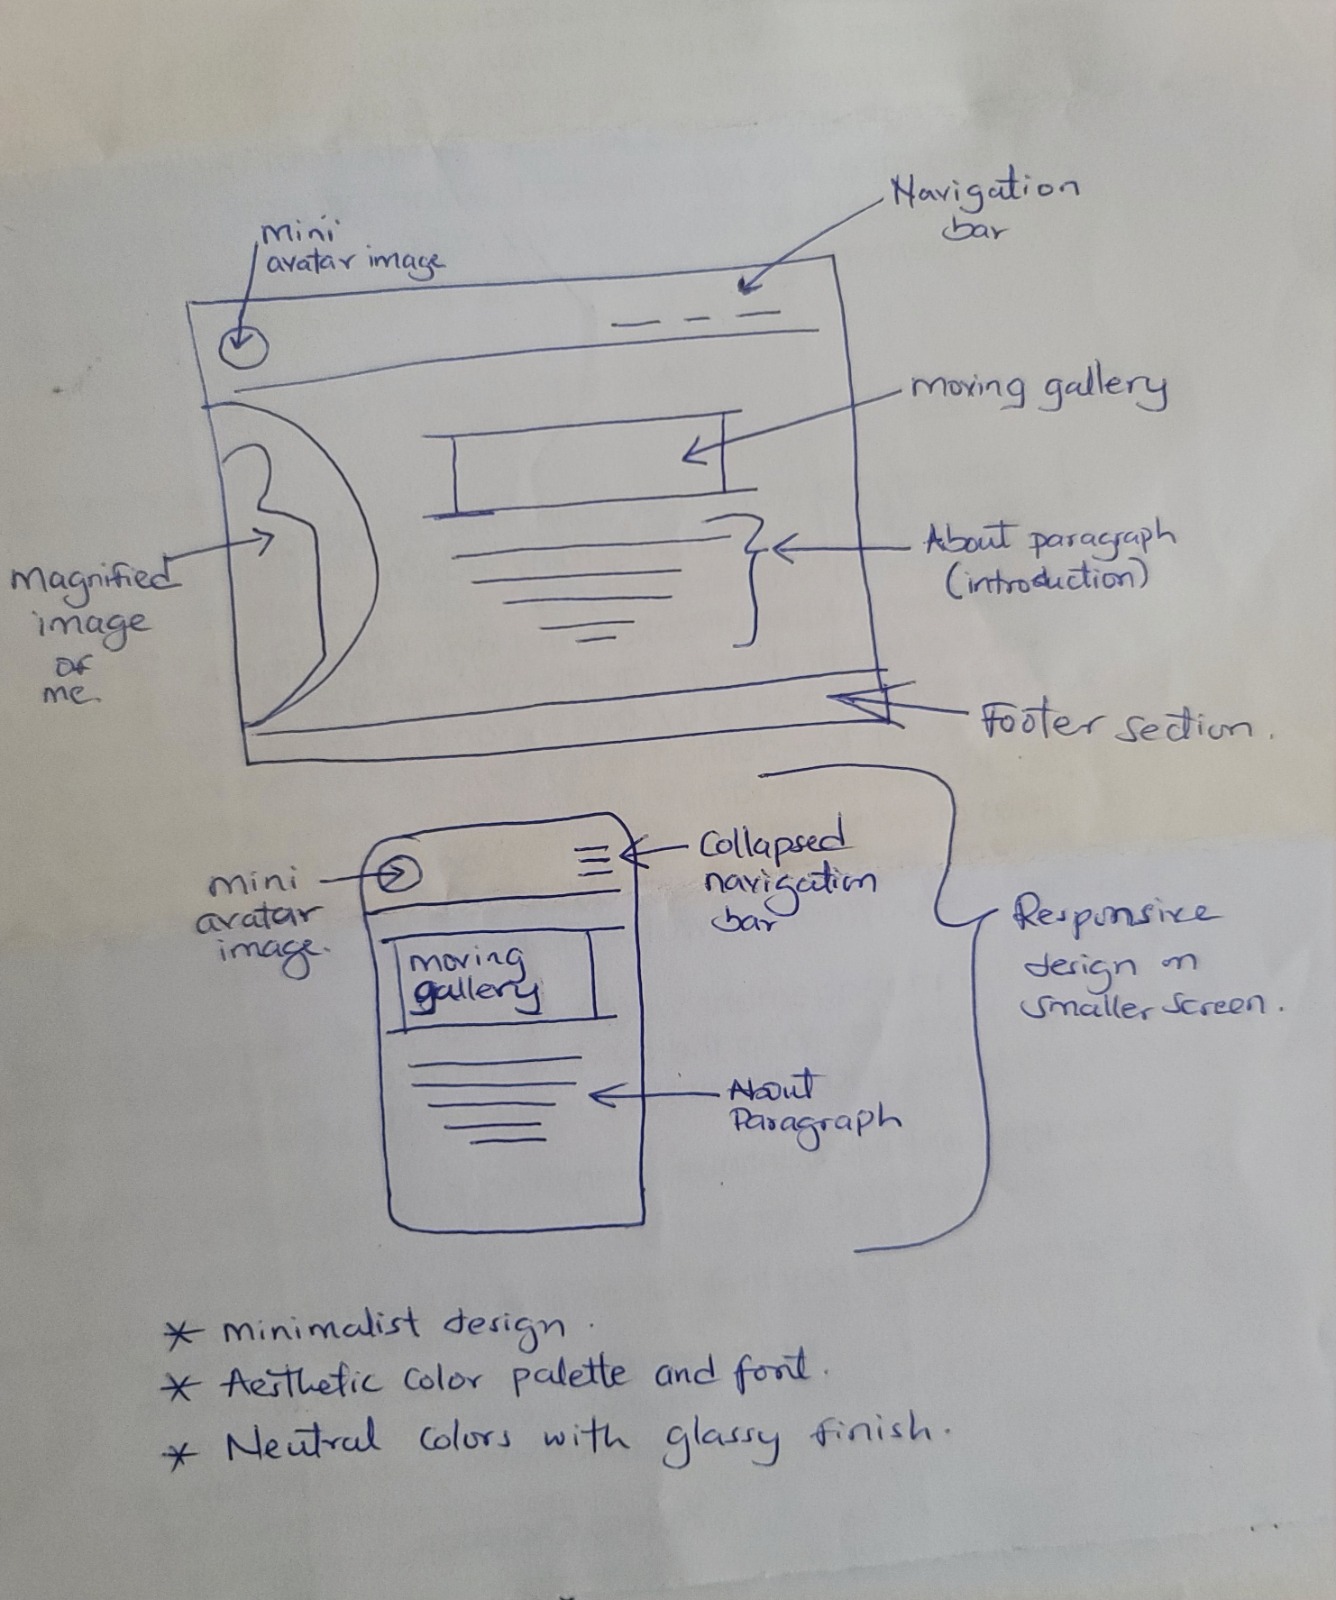 Navigation
bar
mini
avatar image
moving gallery
About paragraph
(introduction)
Magnified
image
of
me.
Footer section.
Collapsed
navigation
bar
mini
avatar
image.
moving
gallery
Responsive
design on
smaller screen.
About
Paragraph
* minimalist design.
* Aesthetic color palette and font.
* Neutral colors with glassy finish.